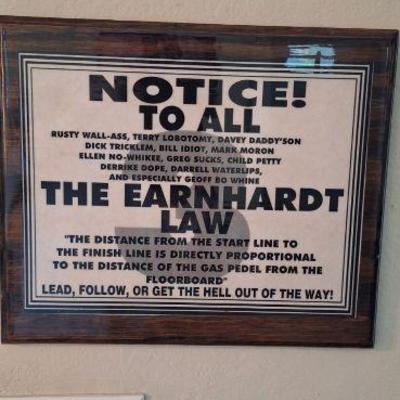 NOTICE!
TO ALL
RUSTY WALL-ASS, TERRY LOBOTOMY, DAVEY DADDY'SON
DICK TRICKLEM, BILL IDIOT, MARK MORON
ELLEN NO-WHIKEE, GREG SUCKS, CHILD PETTY
DERRIKE DOPE, DARRELL WATERLIPS,
AND ESPECIALLY GEOFF BO WHINE
THE EARNHARDT
LAW
"THE DISTANCE FROM THE START LINE TO
THE FINISH LINE IS DIRECTLY PROPORTIONAL
TO THE DISTANCE OF THE GAS PEDEL FROM THE
FLOORBOARD"
LEAD, FOLLOW, OR GET THE HELL OUT OF THE WAY!